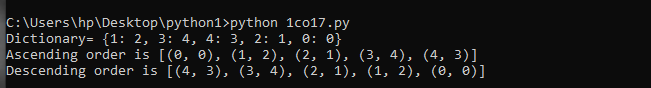 C:\Users\hp\Desktop\python1>python 1co17.py
Dictionary= {1: 2, 3: 4, 4: 3, 2: 1, 0: 0}
Ascending order is [(0, 0), (1, 2), (2, 1), (3, 4), (4, 3)]
Descending order is [(4, 3), (3, 4), (2, 1), (1, 2), (0, 0)]